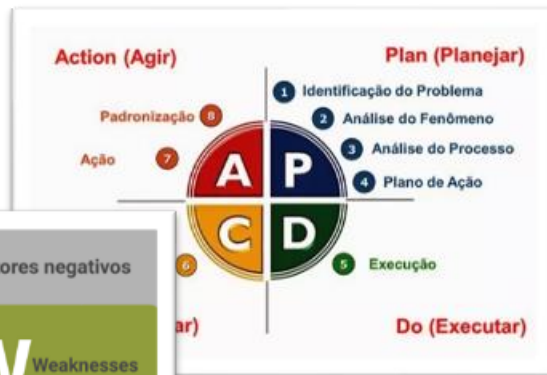 Action (Agir)
Plan (Planejar)
1 Identificação do Problema
2 Análise do Fenômeno
3 Análise do Processo
4 Plano de Ação
Padronização 8
Ação 7
A P
C D
6
5 Execução
Do (Executar)
negativos
Weaknesses